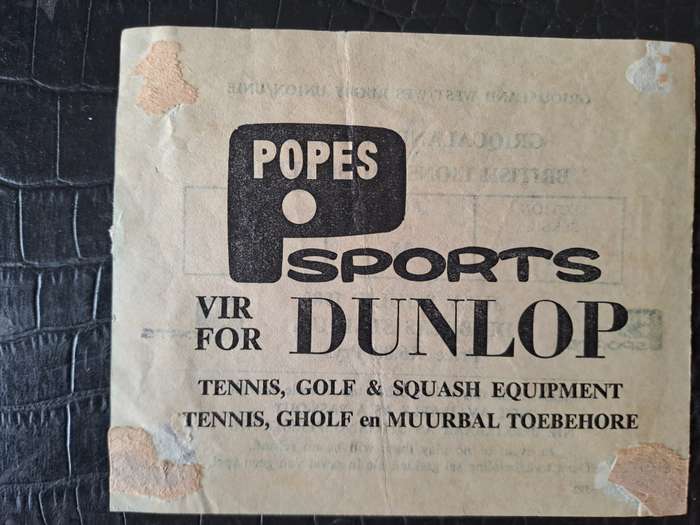 POPES
SPORTS
VIR
FOR DUNLOP
TENNIS, GOLF & SQUASH EQUIPMENT
TENNIS, GHOLF en MUURBAL TOEBEHORE